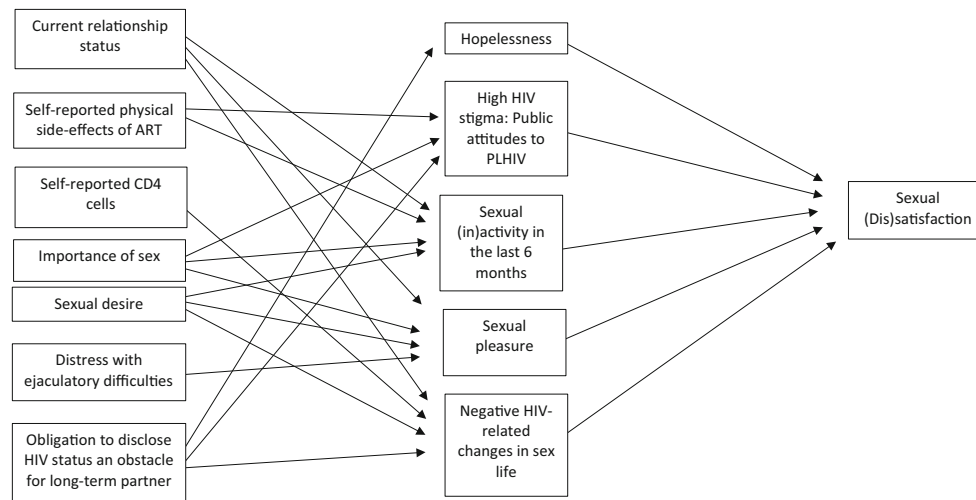 Current relationship
status
Self-reported physical
side-effects of ART
Self-reported CD4
cells
Importance of sex
Sexual desire
Distress with
ejaculatory difficulties
Obligation to disclose
HIV status an obstacle
for long-term partner
Hopelessness
High HIV
stigma: Public
attitudes to
PLHIV
Sexual
(in)activity in
the last 6
months
Sexual
pleasure
Negative HIV-
related
changes in sex
life
Sexual
(Dis)satisfaction